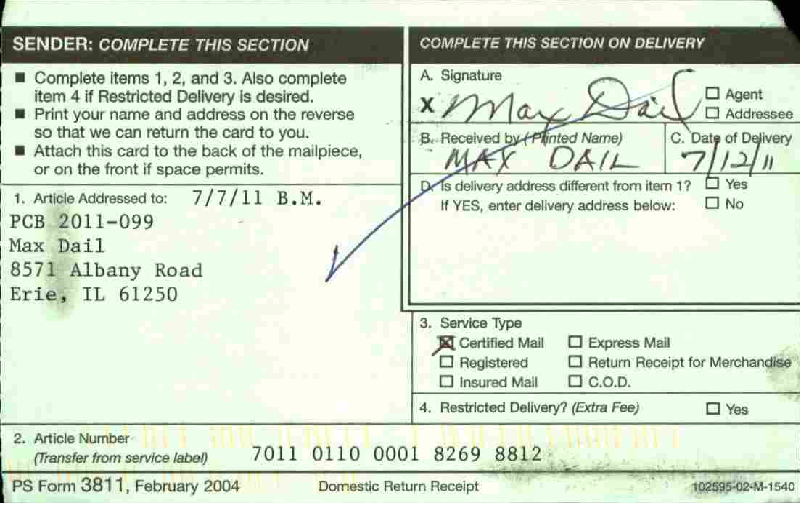 SENDER: COMPLETE THIS SECTION
■ Complete items 1, 2, and 3. Also complete
item 4 if Restricted Delivery is desired.
■ Print your name and address on the reverse
so that we can return the card to you.
■ Attach this card to the back of the mailpiece,
or on the front if space permits.
1. Article Addressed to: 7/7/11 B.M.
PCB 2011-099
Max Dail
8571 Albany Road
Erie, IL 61250
2. Article Number
(Transfer from service label) 7011 0110 0001 8269 8812
COMPLETE THIS SECTION ON DELIVERY
A. Signature
X Max Dail
☐ Agent
☐ Addressee
B. Received by (Printed Name)
MAX DAIL
C. Date of Delivery
7/12/11
D. Is delivery address different from item 1? ☐ Yes
If YES, enter delivery address below: ☐ No
3. Service Type
☒ Certified Mail ☐ Express Mail
☐ Registered ☐ Return Receipt for Merchandise
☐ Insured Mail ☐ C.O.D.
4. Restricted Delivery? (Extra Fee) ☐ Yes
PS Form 3811, February 2004 Domestic Return Receipt 102595-02-M-1540